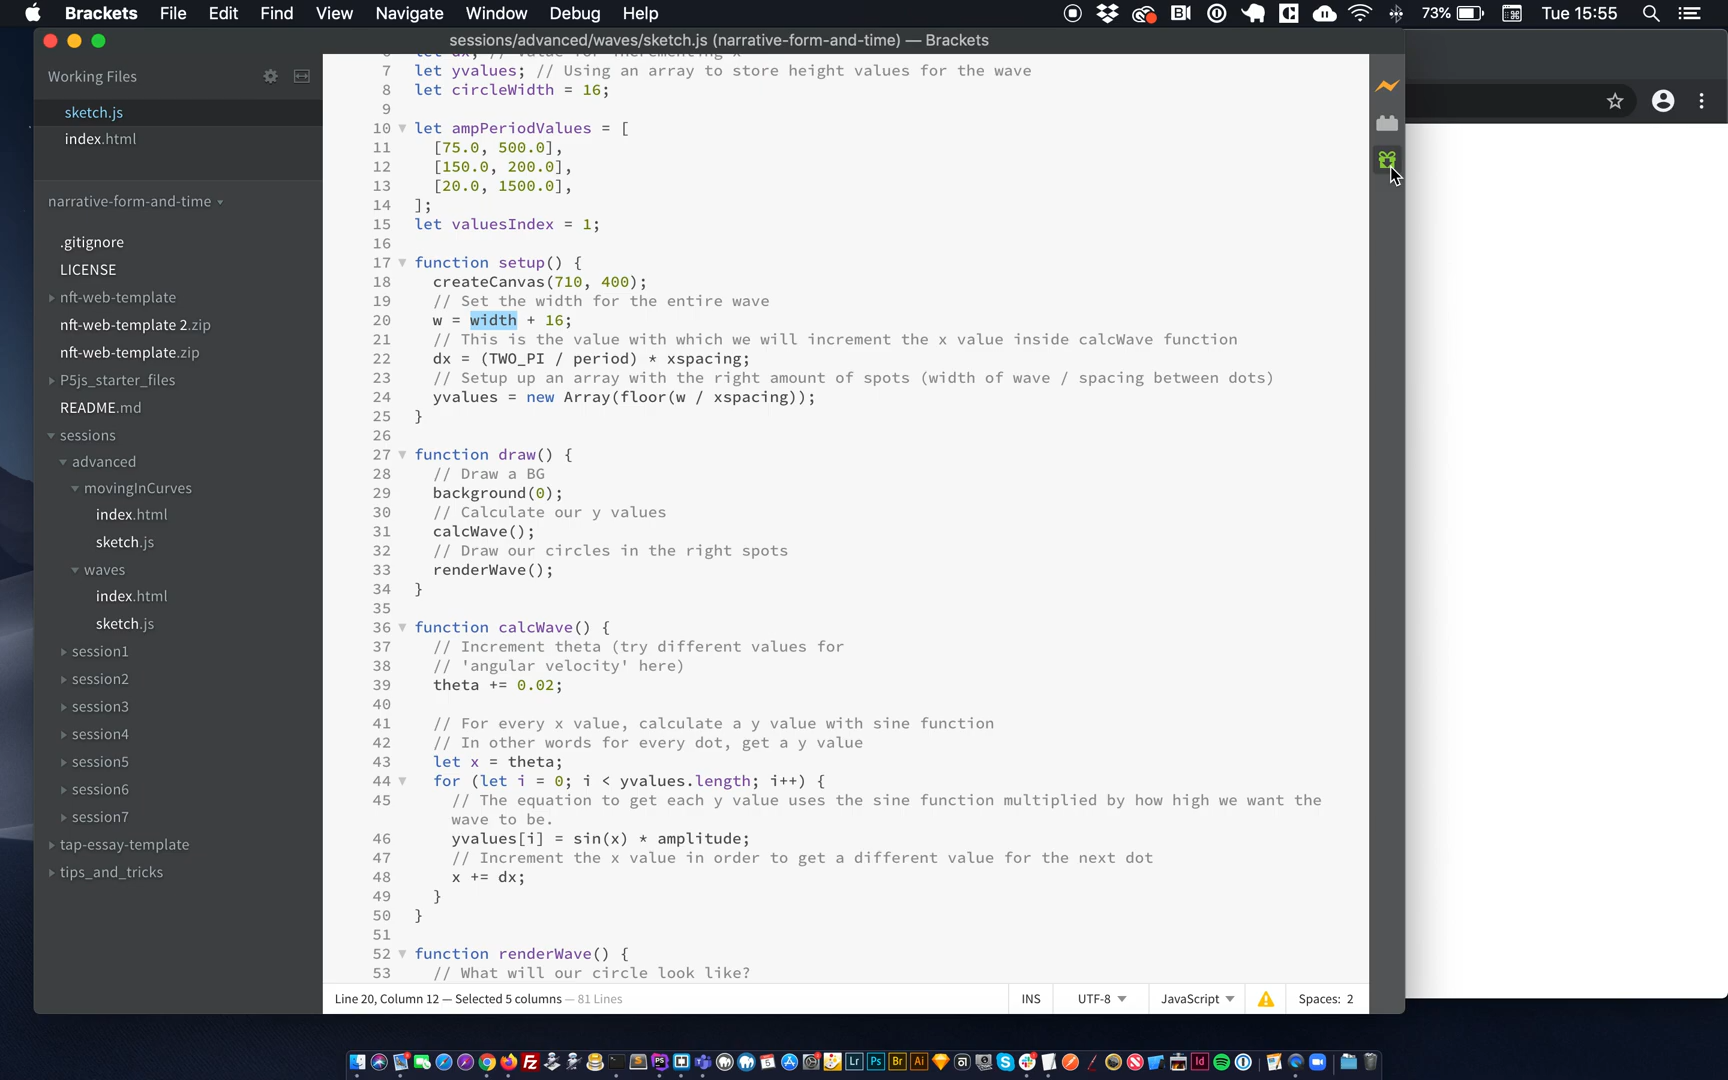 Brackets File Edit Find View Navigate Window Debug Help 73% Tue 15:55
sessions/advanced/waves/sketch.js (narrative-form-and-time) — Brackets
Working Files
sketch.js
index.html
narrative-form-and-time
.gitignore
LICENSE
nft-web-template
nft-web-template 2.zip
nft-web-template.zip
P5js_starter_files
README.md
sessions
advanced
movingInCurves
index.html
sketch.js
waves
index.html
sketch.js
session1
session2
session3
session4
session5
session6
session7
tap-essay-template
tips_and_tricks
7 let yvalues; // Using an array to store height values for the wave
8 let circleWidth = 16;
9
10 let ampPeriodValues = [
11 [75.0, 500.0],
12 [150.0, 200.0],
13 [20.0, 1500.0],
14 ];
15 let valuesIndex = 1;
16
17 function setup() {
18 createCanvas(710, 400);
19 // Set the width for the entire wave
20 w = width + 16;
21 // This is the value with which we will increment the x value inside calcWave function
22 dx = (TWO_PI / period) * xspacing;
23 // Setup up an array with the right amount of spots (width of wave / spacing between dots)
24 yvalues = new Array(floor(w / xspacing));
25 }
26
27 function draw() {
28 // Draw a BG
29 background(0);
30 // Calculate our y values
31 calcWave();
32 // Draw our circles in the right spots
33 renderWave();
34 }
35
36 function calcWave() {
37 // Increment theta (try different values for
38 // 'angular velocity' here)
39 theta += 0.02;
40
41 // For every x value, calculate a y value with sine function
42 // In other words for every dot, get a y value
43 let x = theta;
44 for (let i = 0; i < yvalues.length; i++) {
45 // The equation to get each y value uses the sine function multiplied by how high we want the
wave to be.
46 yvalues[i] = sin(x) * amplitude;
47 // Increment the x value in order to get a different value for the next dot
48 x += dx;
49 }
50 }
51
52 function renderWave() {
53 // What will our circle look like?
Line 20, Column 12 — Selected 5 columns — 81 Lines INS UTF-8 JavaScript Spaces: 2